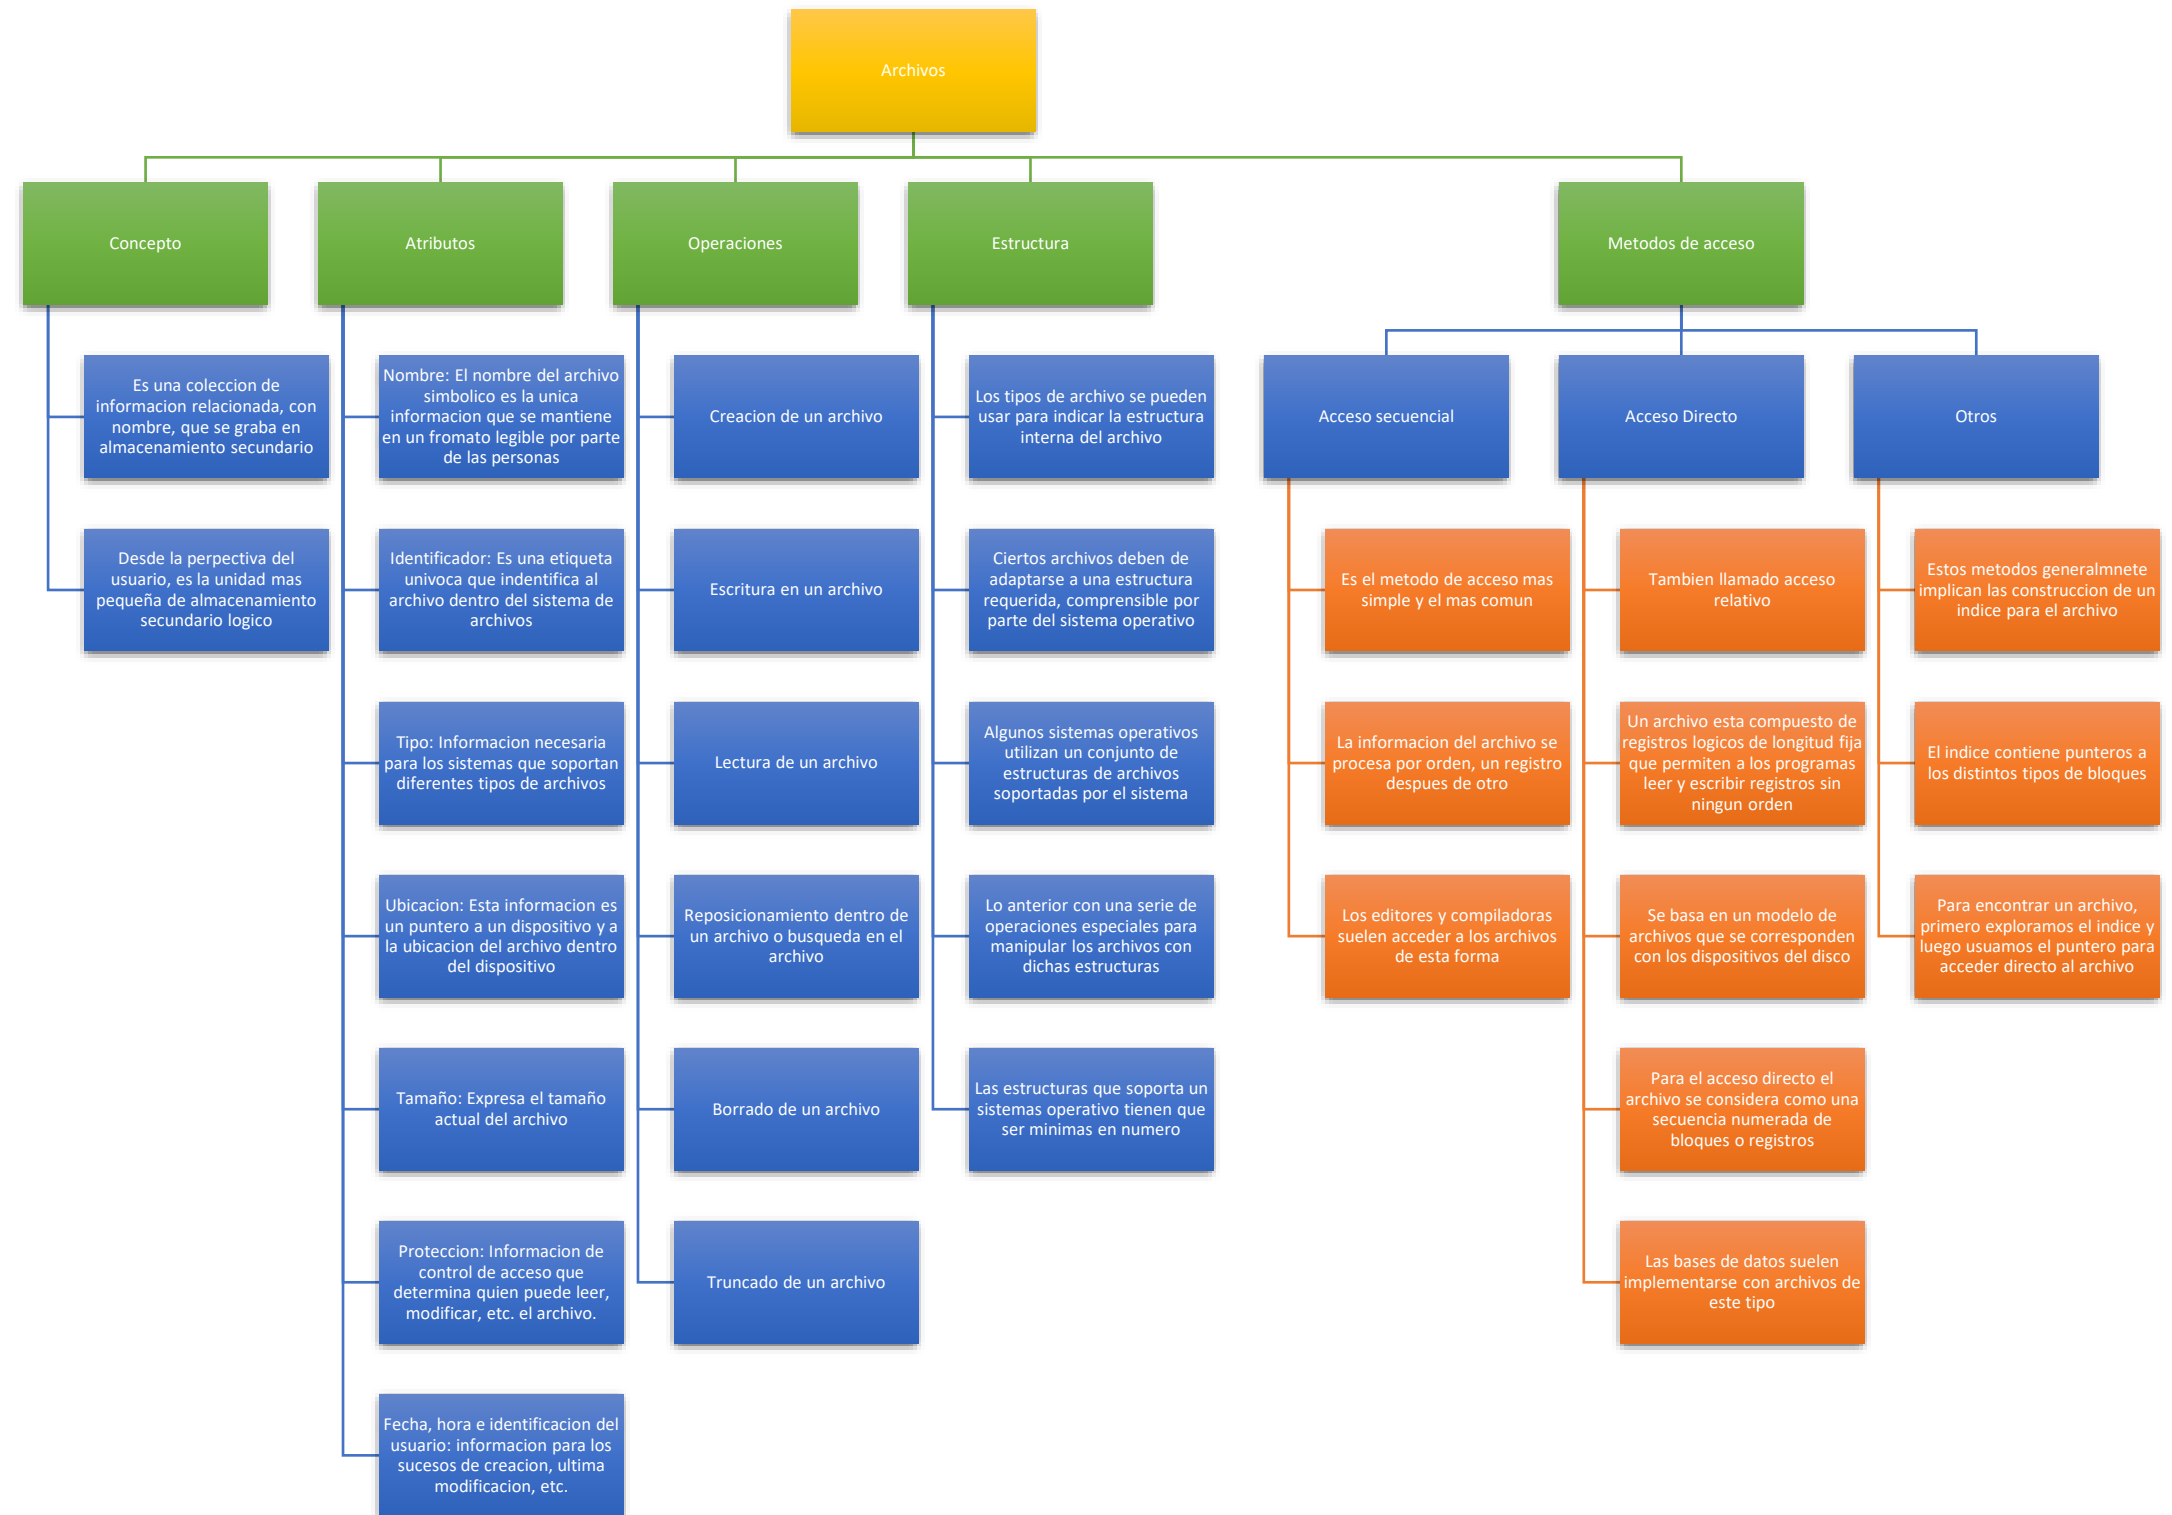 Archivos
Concepto
Es una coleccion de
informacion relacionada, con
nombre, que se graba en
almacenamiento secundario
Desde la perpectiva del
usuario, es la unidad mas
pequeña de almacenamiento
secundario logico
Atributos
Nombre: El nombre del archivo
simbolico es la unica
informacion que se mantiene
en un fromato legible por parte
de las personas
Identificador: Es una etiqueta
univoca que indentifica al
archivo dentro del sistema de
archivos
Tipo: Informacion necesaria
para los sistemas que soportan
diferentes tipos de archivos
Ubicacion: Esta informacion es
un puntero a un dispositivo y a
la ubicacion del archivo dentro
del dispositivo
Tamaño: Expresa el tamaño
actual del archivo
Proteccion: Informacion de
control de acceso que
determina quien puede leer,
modificar, etc. el archivo.
Fecha, hora e identificacion del
usuario: informacion para los
sucesos de creacion, ultima
modificacion, etc.
Operaciones
Creacion de un archivo
Escritura en un archivo
Lectura de un archivo
Reposicionamiento dentro de
un archivo o busqueda en el
archivo
Borrado de un archivo
Truncado de un archivo
Estructura
Los tipos de archivo se pueden
usar para indicar la estructura
interna del archivo
Ciertos archivos deben de
adaptarse a una estructura
requerida, comprensible por
parte del sistema operativo
Algunos sistemas operativos
utilizan un conjunto de
estructuras de archivos
soportadas por el sistema
Lo anterior con una serie de
operaciones especiales para
manipular los archivos con
dichas estructuras
Las estructuras que soporta un
sistemas operativo tienen que
ser minimas en numero
Metodos de acceso
Acceso secuencial
Es el metodo de acceso mas
simple y el mas comun
La informacion del archivo se
procesa por orden, un registro
despues de otro
Los editores y compiladoras
suelen acceder a los archivos
de esta forma
Acceso Directo
Tambien llamado acceso
relativo
Un archivo esta compuesto de
registros logicos de longitud fija
que permiten a los programas
leer y escribir registros sin
ningun orden
Se basa en un modelo de
archivos que se corresponden
con los dispositivos del disco
Para el acceso directo el
archivo se considera como una
secuencia numerada de
bloques o registros
Las bases de datos suelen
implementarse con archivos de
este tipo
Otros
Estos metodos generalmnete
implican las construccion de un
indice para el archivo
El indice contiene punteros a
los distintos tipos de bloques
Para encontrar un archivo,
primero exploramos el indice y
luego usamos el puntero para
acceder directo al archivo